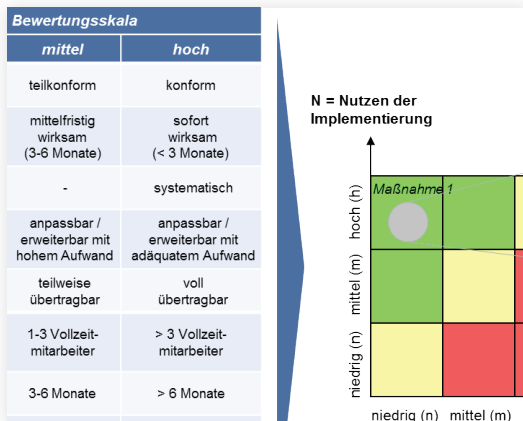 Bewertungsskala
mittel hoch
teilkonform konform
mittelfristig
wirksam
(3-6 Monate)
sofort
wirksam
(< 3 Monate)
- systematisch
anpassbar /
erweiterbar mit
hohem Aufwand
anpassbar /
erweiterbar mit
adäquatem Aufwand
teilweise
übertragbar
voll
übertragbar
1-3 Vollzeit-
mitarbeiter
> 3 Vollzeit-
mitarbeiter
3-6 Monate > 6 Monate
N = Nutzen der
Implementierung
hoch (h)
Maßnahme 1
mittel (m)
niedrig (n)
niedrig (n) mittel (m)